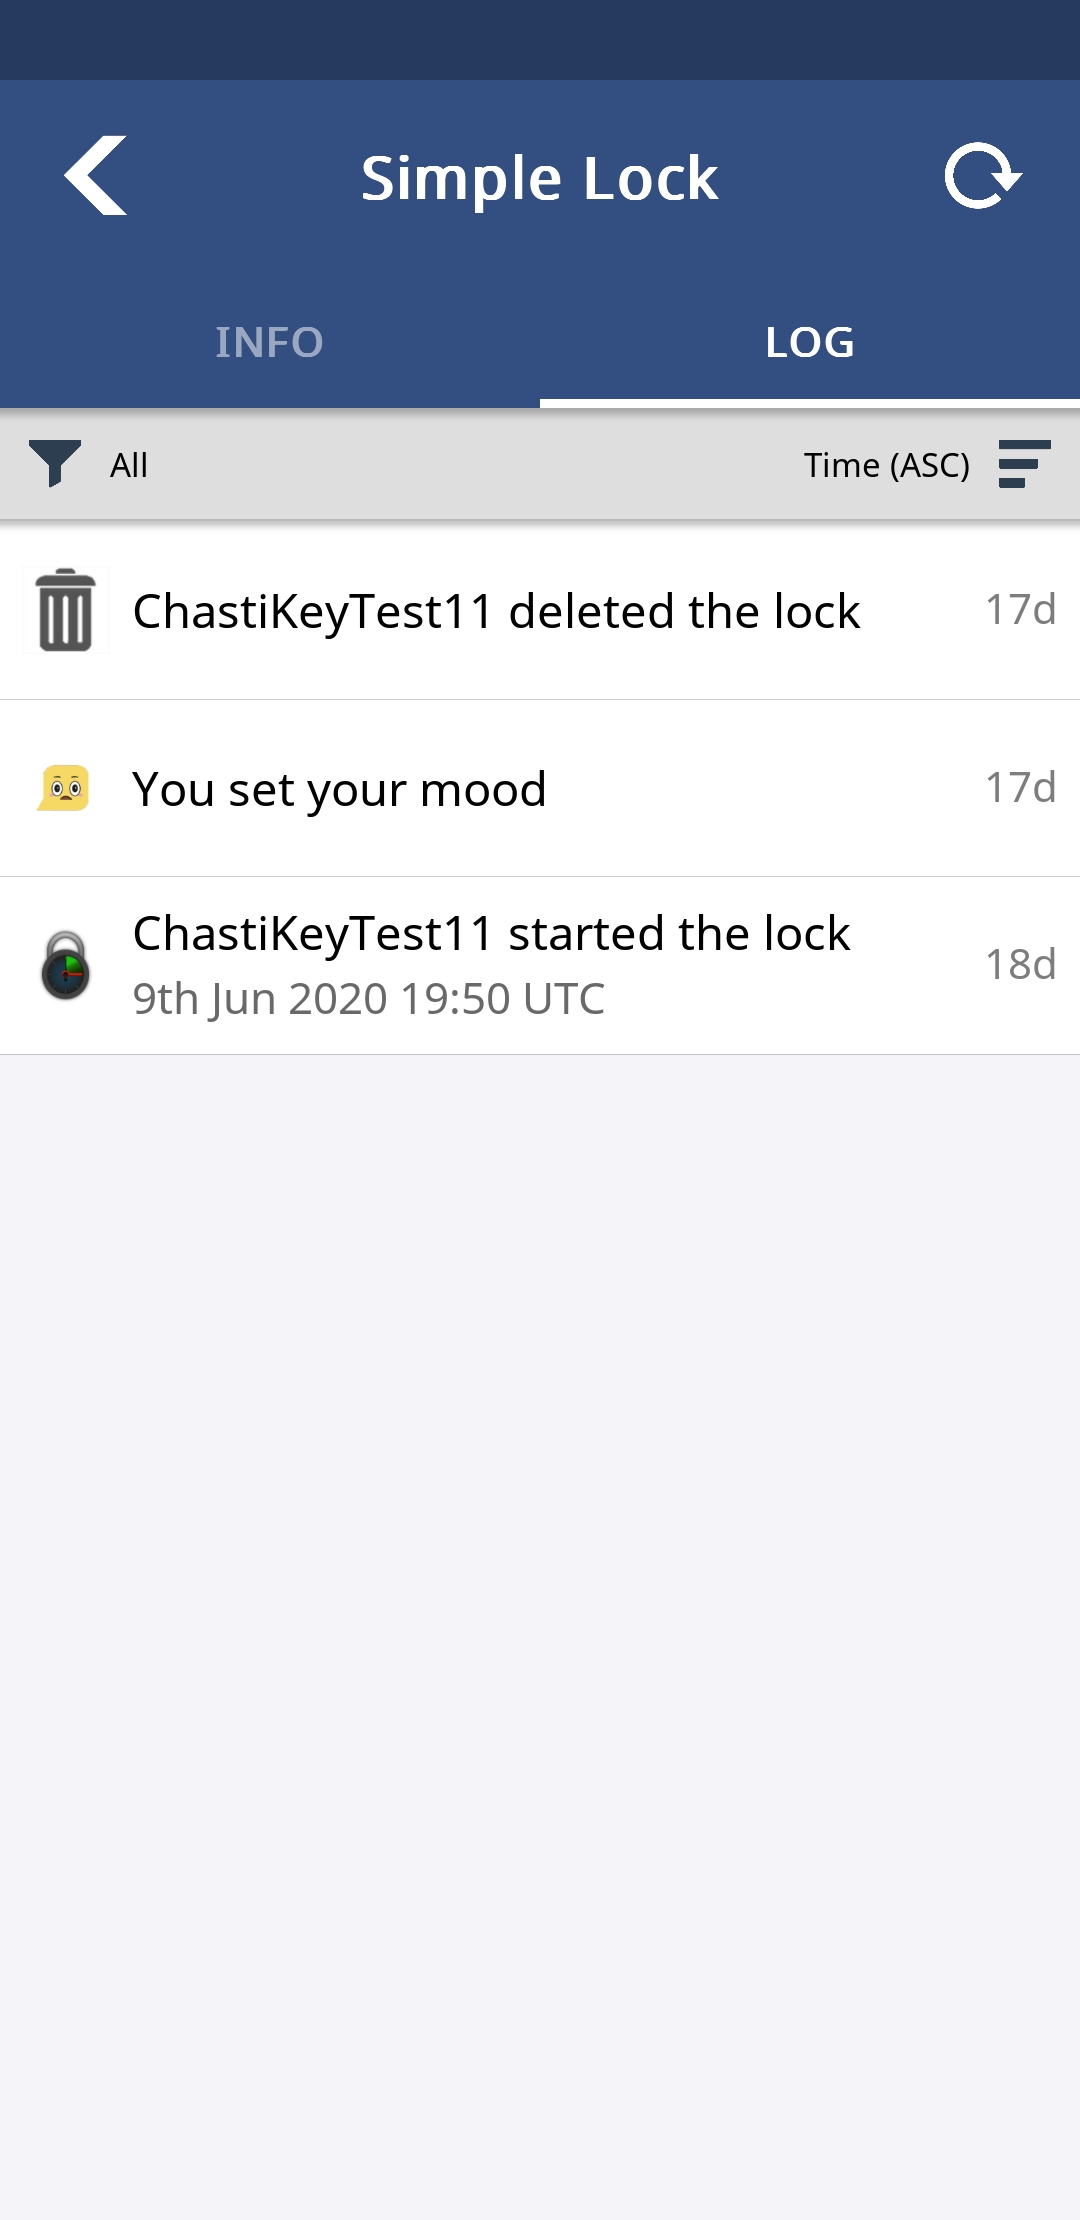 Simple Lock
INFO
LOG
All
Time (ASC)
ChastiKeyTest11 deleted the lock
17d
You set your mood
17d
ChastiKeyTest11 started the lock
9th Jun 2020 19:50 UTC
18d